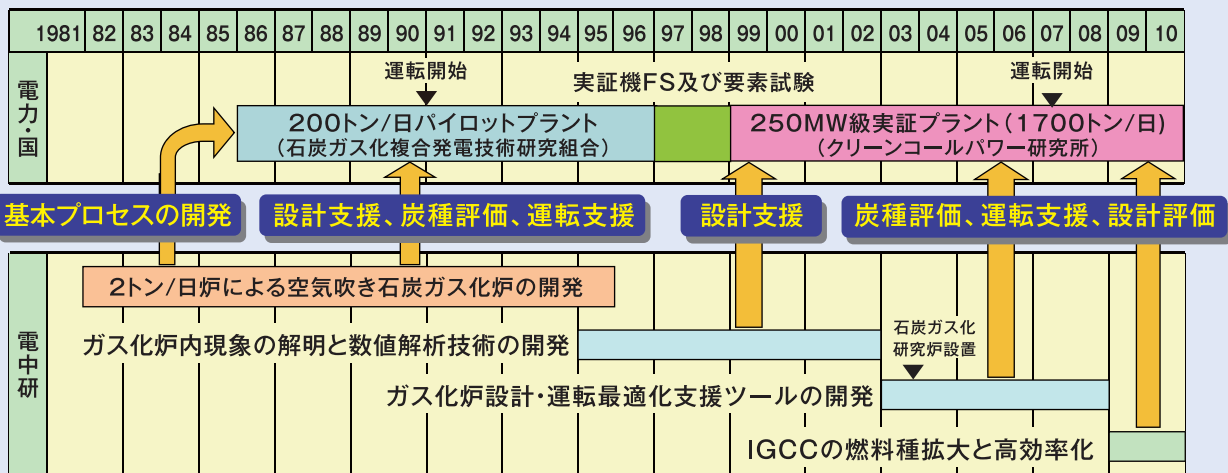 1981 82 83 84 85 86 87 88 89 90 91 92 93 94 95 96 97 98 99 00 01 02 03 04 05 06 07 08 09 10
電力・国
運転開始
実証機FS及び要素試験
運転開始
200トン/日パイロットプラント
(石炭ガス化複合発電技術研究組合)
250MW級実証プラント(1700トン/日)
(クリーンコールパワー研究所)
基本プロセスの開発
設計支援、炭種評価、運転支援
設計支援
炭種評価、運転支援、設計評価
電中研
2トン/日炉による空気吹き石炭ガス化炉の開発
ガス化炉内現象の解明と数値解析技術の開発
石炭ガス化
研究炉設置
ガス化炉設計・運転最適化支援ツールの開発
IGCCの燃料種拡大と高効率化